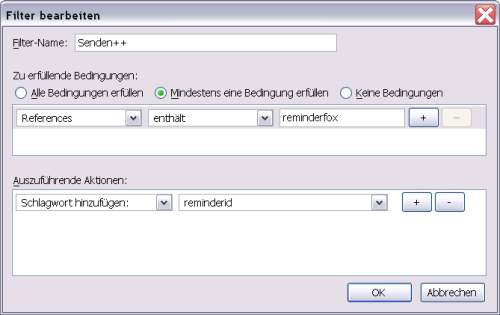 Filter bearbeiten
Filter-Name: Senden++
Zu erfüllende Bedingungen:
Alle Bedingungen erfüllen Mindestens eine Bedingung erfüllen Keine Bedingungen
References enthält reminderfox + −
Auszuführende Aktionen:
Schlagwort hinzufügen: reminderid + -
OK Abbrechen